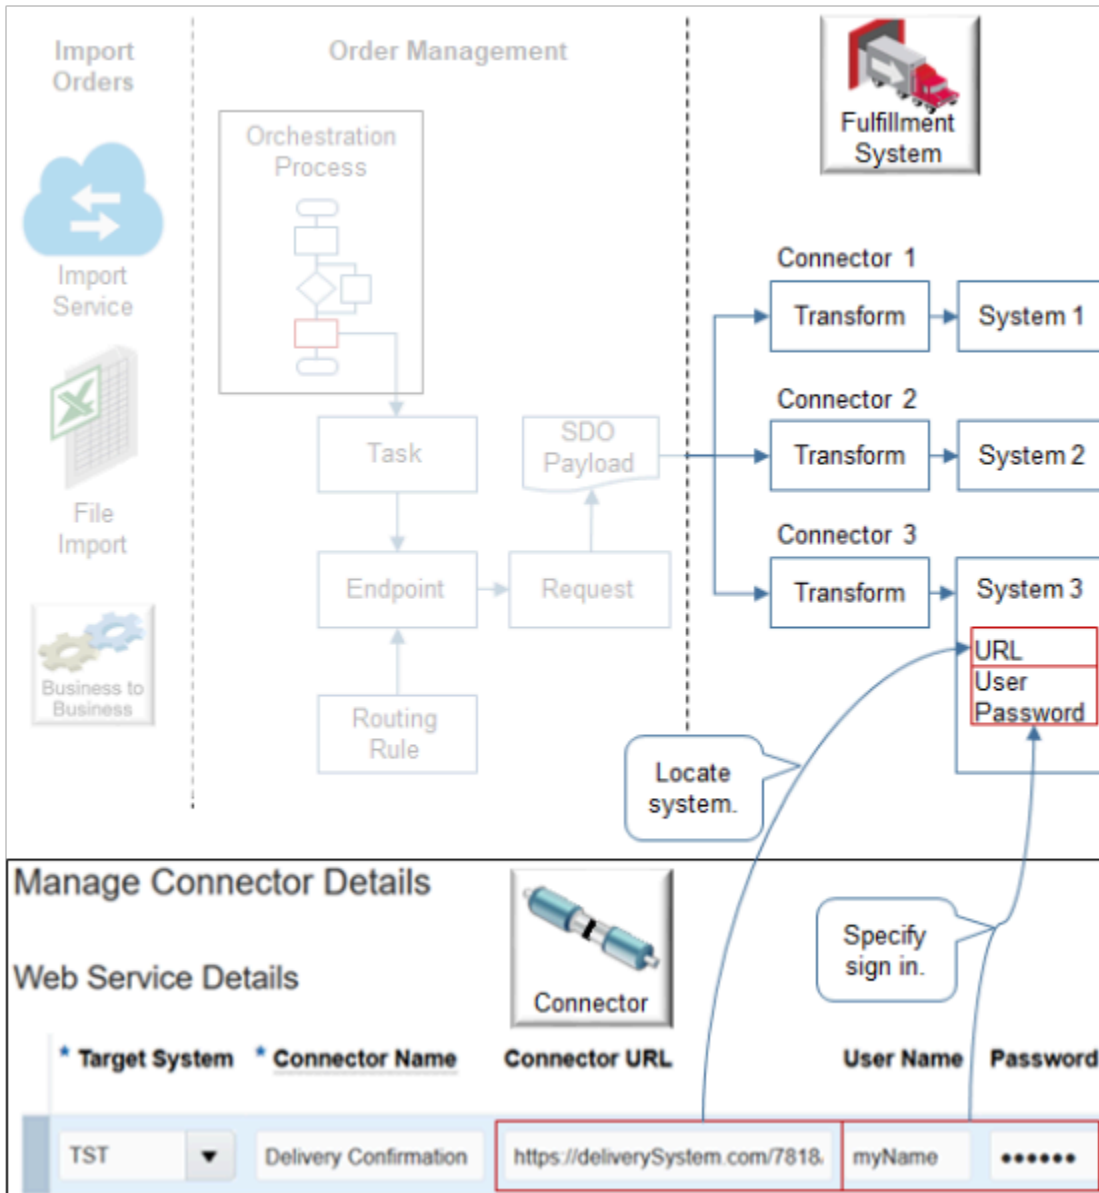 Import
Orders
Order Management
Fulfillment
System
Orchestration
Process
Import
Service
Connector 1
Transform
System 1
Connector 2
Transform
System 2
Task
SDO
Payload
File
Import
Connector 3
Transform
System 3
Endpoint
Request
URL
User
Password
Business to
Business
Routing
Rule
Locate
system.
Manage Connector Details
Specify
sign in.
Web Service Details
Connector
* Target System * Connector Name Connector URL User Name Password
TST Delivery Confirmation https://deliverySystem.com/7818/ myName ••••••